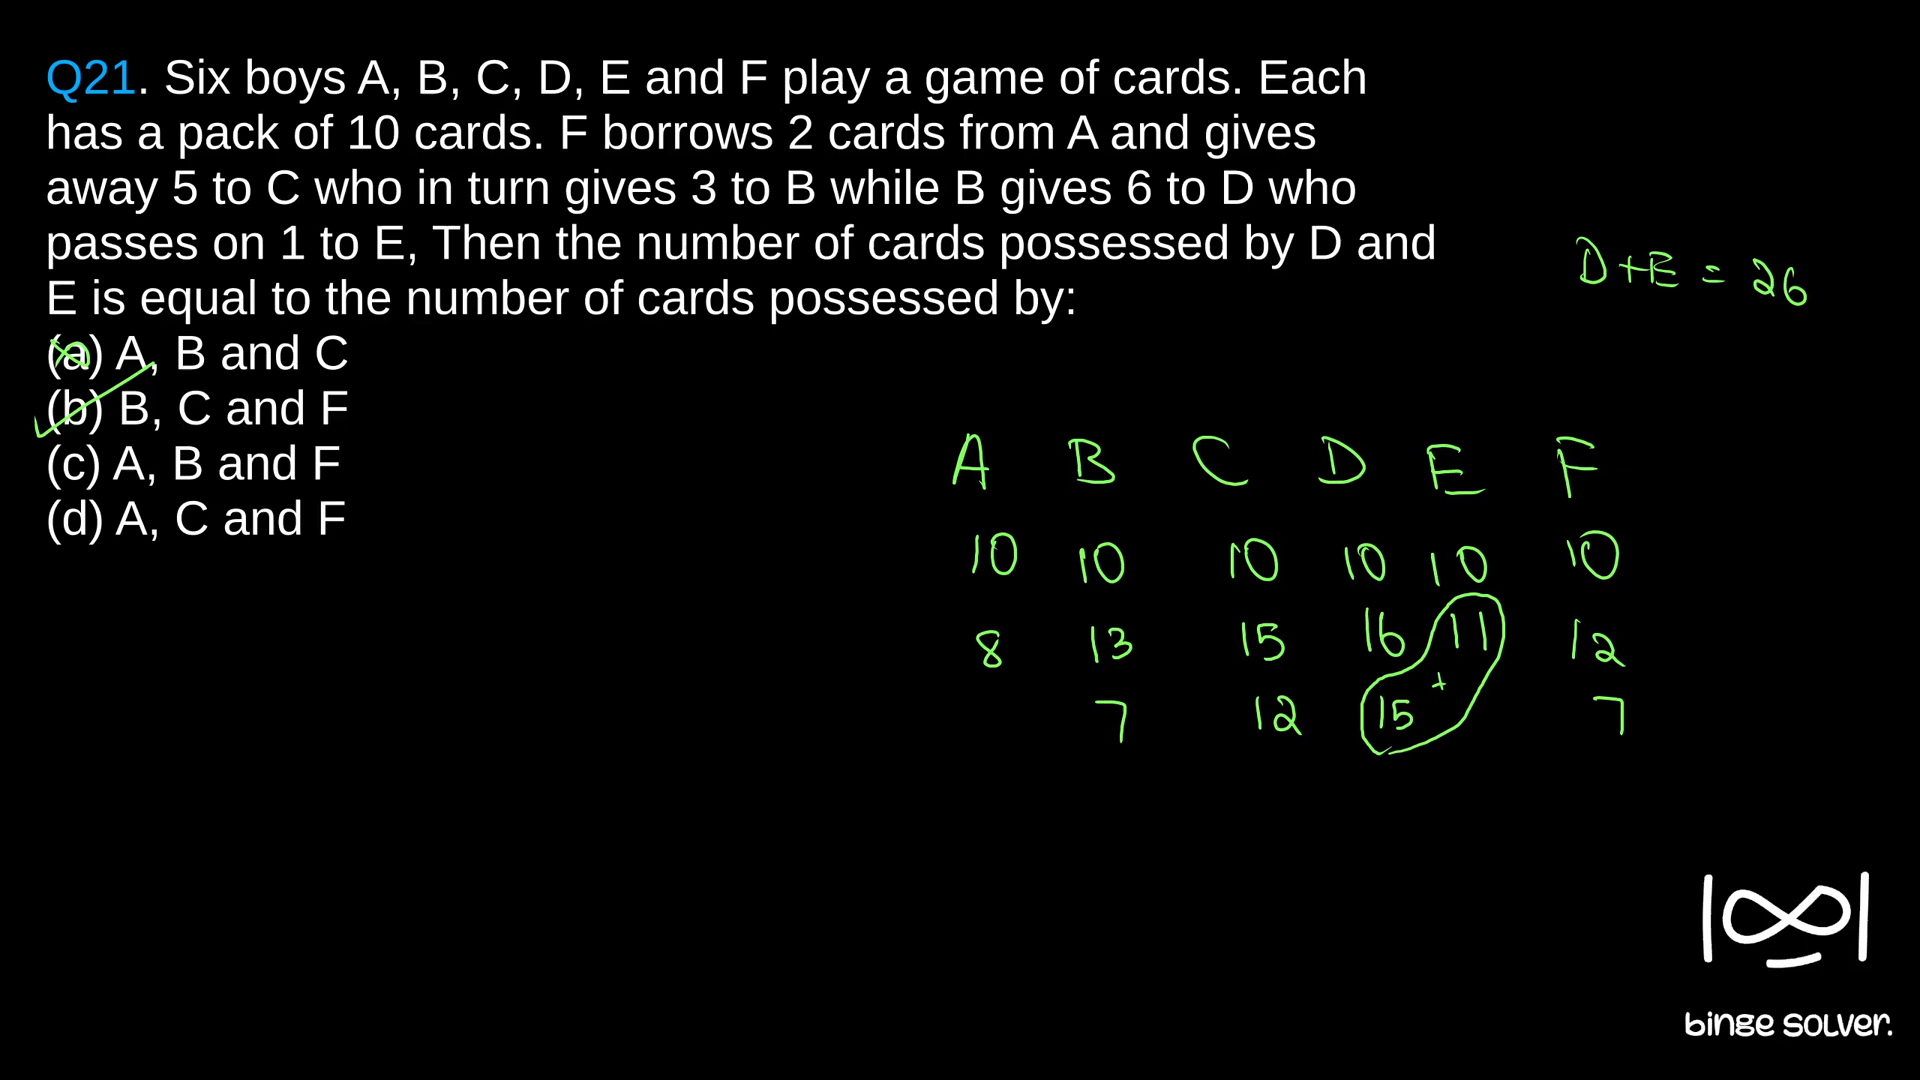 Q21. Six boys A, B, C, D, E and F play a game of cards. Each
has a pack of 10 cards. F borrows 2 cards from A and gives
away 5 to C who in turn gives 3 to B while B gives 6 to D who
passes on 1 to E, Then the number of cards possessed by D and
E is equal to the number of cards possessed by:
(a) A, B and C
(b) B, C and F
(c) A, B and F
(d) A, C and F
D+E = 26
A B C D E F
10 10 10 10 10 10
8 13 15 16 11 12
+
7 12 15 7
binge solver.